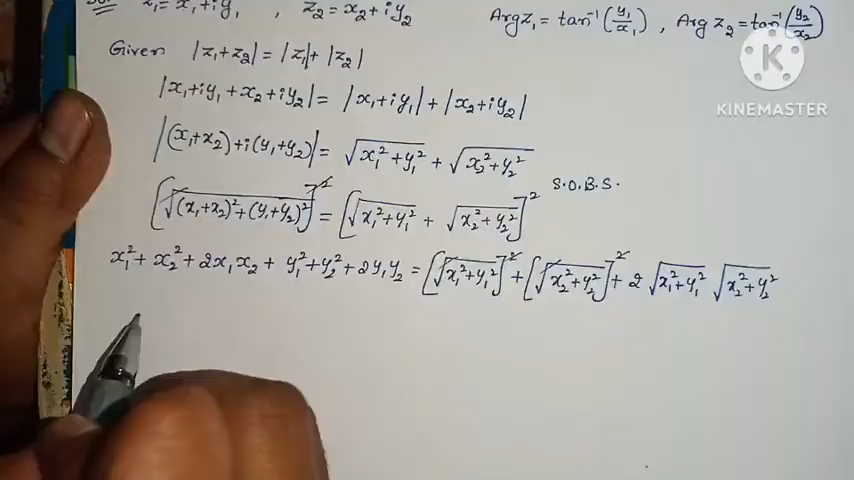 z₁ = x₁+iy₁ , z₂ = x₂+iy₂ Arg z₁ = tan⁻¹(y₁/x₁) , Arg z₂ = tan⁻¹(y₂/x₂)
Given |z₁+z₂| = |z₁| + |z₂|
|x₁+iy₁+x₂+iy₂| = |x₁+iy₁| + |x₂+iy₂|
|(x₁+x₂)+i(y₁+y₂)| = √(x₁²+y₁²) + √(x₂²+y₂²)
[√((x₁+x₂)²+(y₁+y₂)²)]² = [√(x₁²+y₁²) + √(x₂²+y₂²)]² S.O.B.S.
x₁²+x₂²+2x₁x₂+y₁²+y₂²+2y₁y₂ = [√(x₁²+y₁²)]² + [√(x₂²+y₂²)]² + 2√(x₁²+y₁²) √(x₂²+y₂²)
K
KINEMASTER